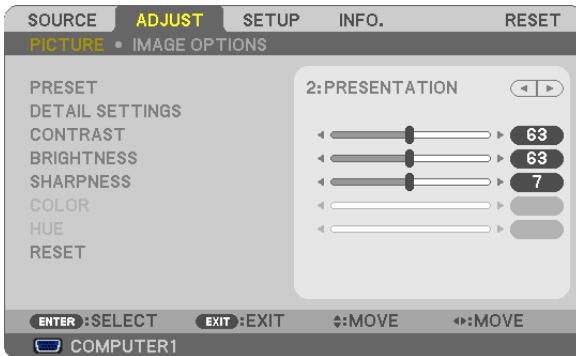 SOURCE ADJUST SETUP INFO. RESET
PICTURE • IMAGE OPTIONS
PRESET 2:PRESENTATION
DETAIL SETTINGS
CONTRAST 63
BRIGHTNESS 63
SHARPNESS 7
COLOR
HUE
RESET
ENTER :SELECT EXIT :EXIT :MOVE :MOVE
COMPUTER1